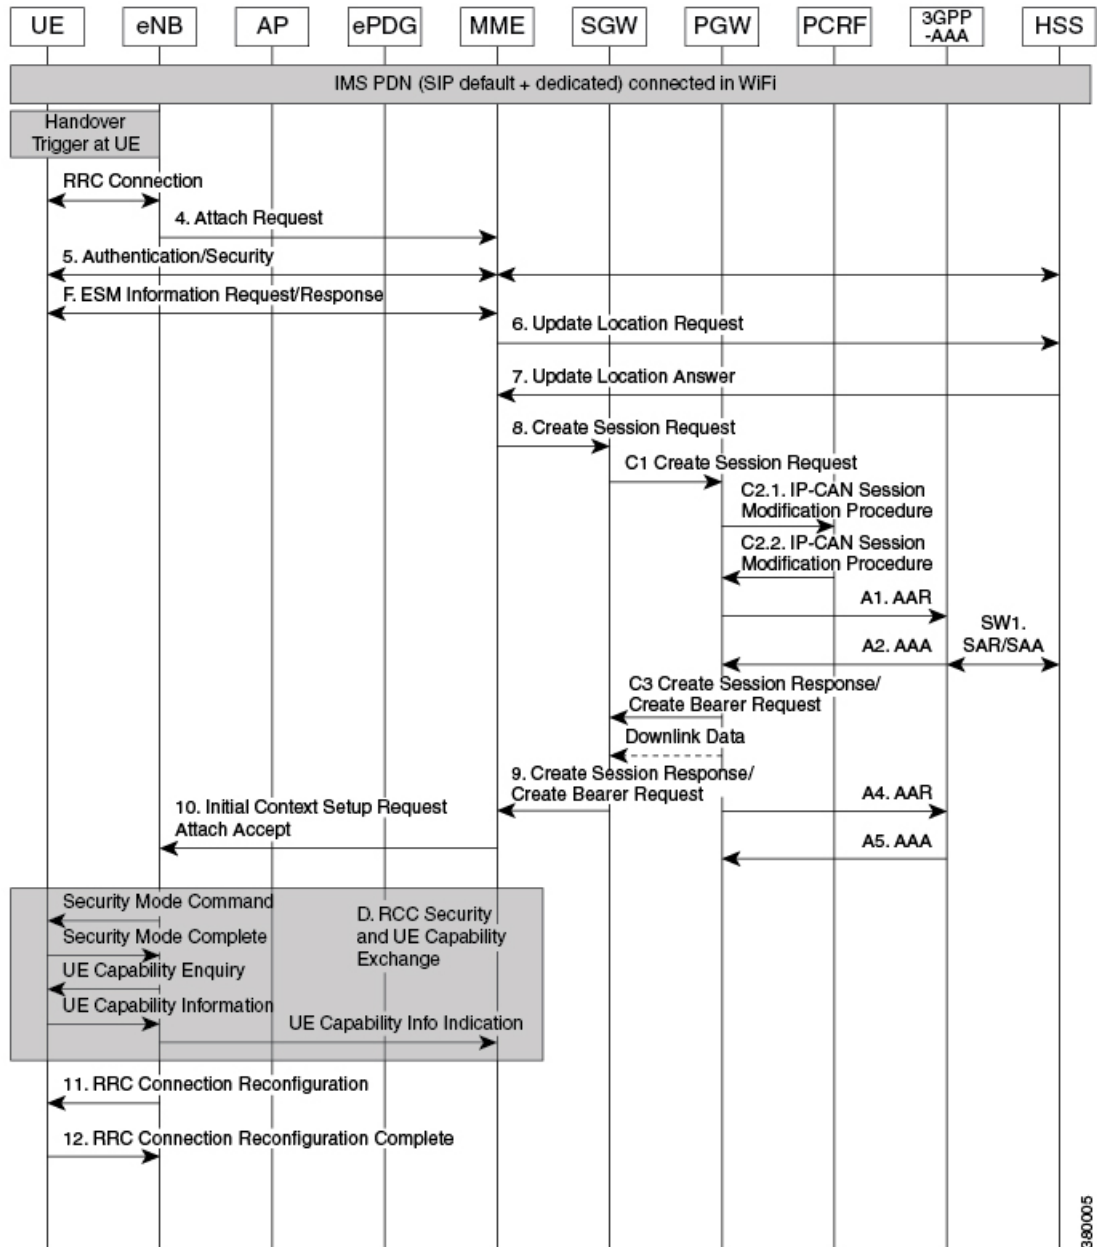 UE eNB AP ePDG MME SGW PGW PCRF 3GPP HSS
-AAA
IMS PDN (SIP default + dedicated) connected in WiFi
Handover
Trigger at UE
RRC Connection
4. Attach Request
5. Authentication/Security
F. ESM Information Request/Response
6. Update Location Request
7. Update Location Answer
8. Create Session Request
C1 Create Session Request
C2.1. IP-CAN Session
Modification Procedure
C2.2. IP-CAN Session
Modification Procedure
A1. AAR
SW1.
SAR/SAA
A2. AAA
C3 Create Session Response/
Create Bearer Request
Downlink Data
9. Create Session Response/
Create Bearer Request
A4. AAR
10. Initial Context Setup Request
Attach Accept
A5. AAA
Security Mode Command
D. RCC Security
and UE Capability
Exchange
Security Mode Complete
UE Capability Enquiry
UE Capability Information
UE Capability Info Indication
11. RRC Connection Reconfiguration
12. RRC Connection Reconfiguration Complete
380005